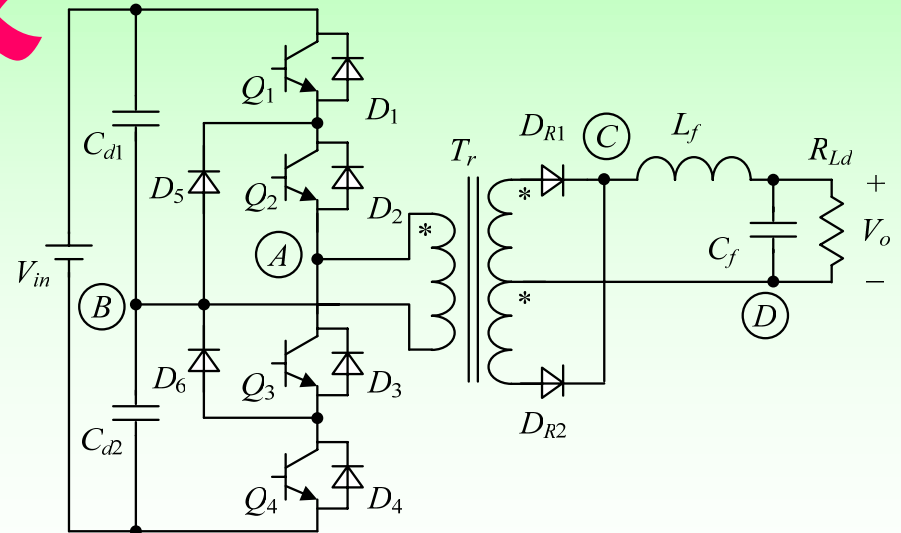 Q1
D1
Cd1
DR1
C
Lf
Tr
RLd
D5
Q2
D2
*
*
+
A
Cf
Vo
Vin
B
*
−
D
D6
Q3
D3
DR2
Cd2
Q4
D4